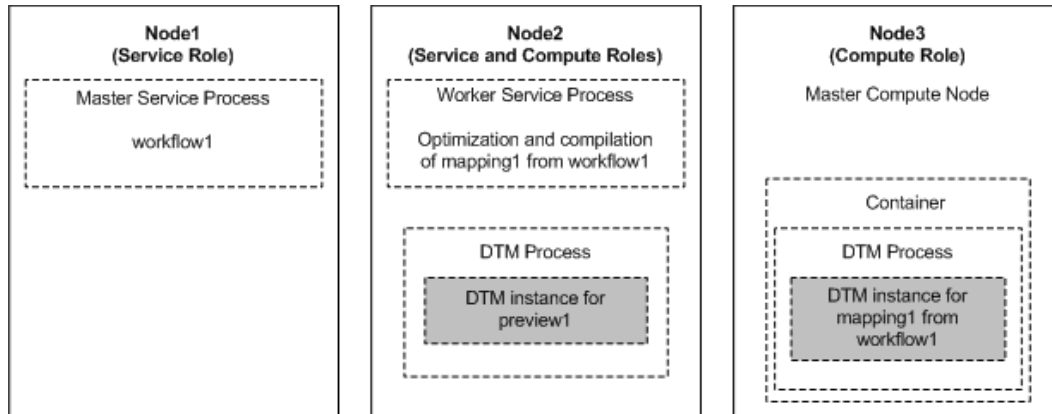 Node1
(Service Role)
Master Service Process
workflow1
Node2
(Service and Compute Roles)
Worker Service Process
Optimization and compilation
of mapping1 from workflow1
DTM Process
DTM instance for
preview1
Node3
(Compute Role)
Master Compute Node
Container
DTM Process
DTM instance for
mapping1 from
workflow1